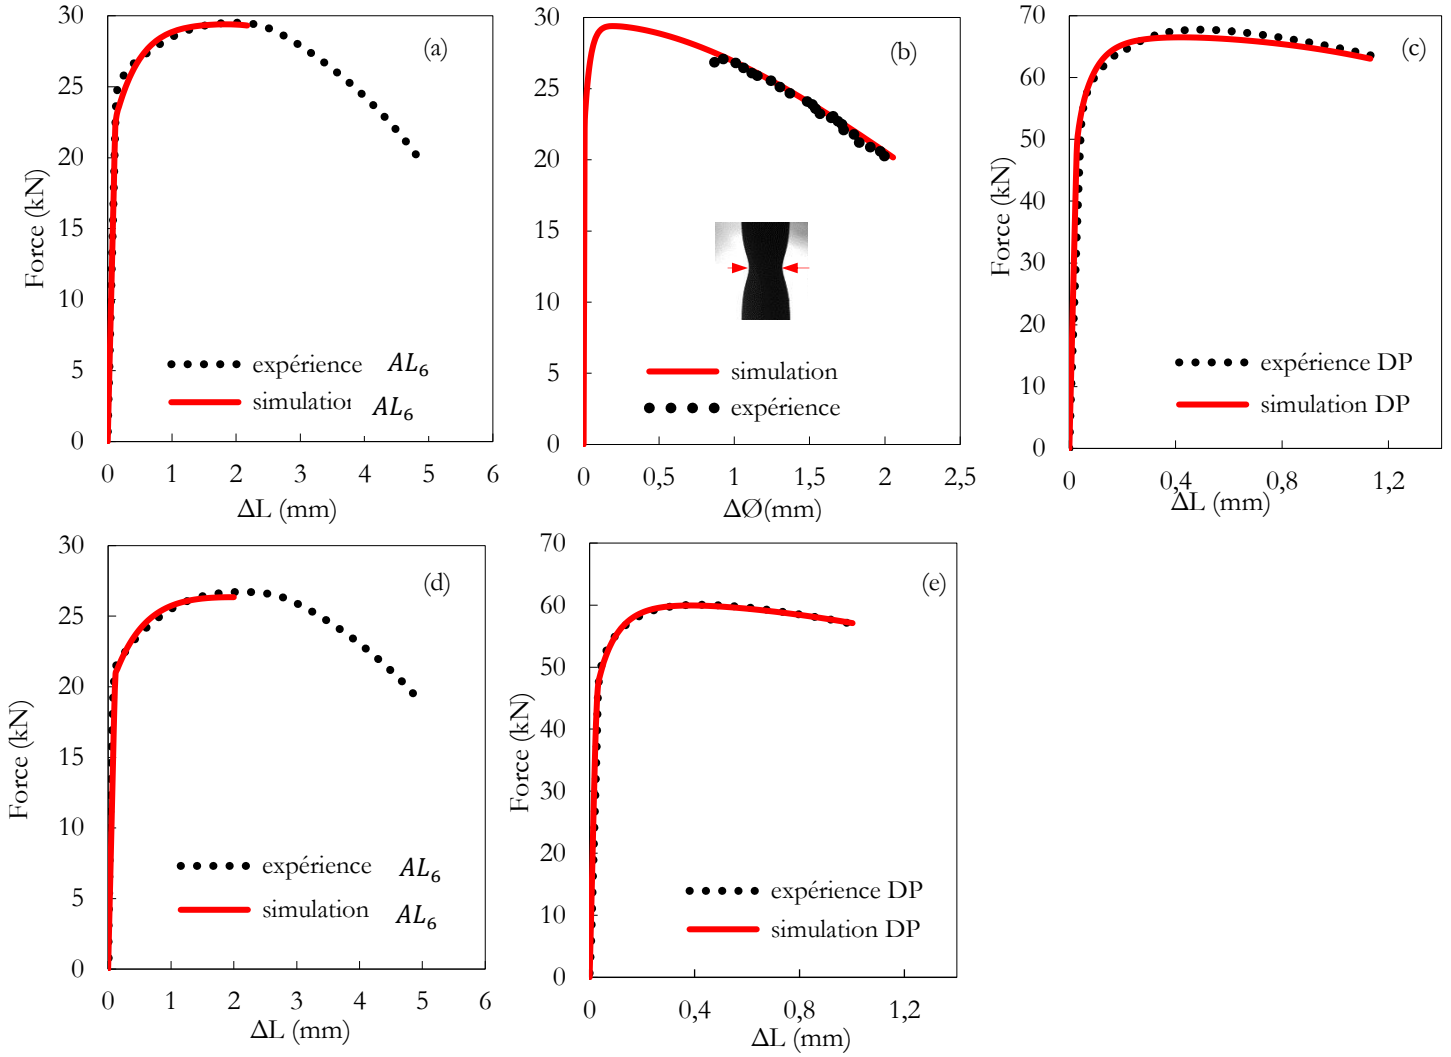 (a)
30
25
20
15
10
5
0
Force (kN)
expérience AL₆
simulation AL₆
0 1 2 3 4 5 6
ΔL (mm)
(b)
30
25
20
15
10
5
0
simulation
expérience
0 0,5 1 1,5 2 2,5
ΔØ(mm)
(c)
70
60
50
40
30
20
10
0
Force (kN)
expérience DP
simulation DP
0 0,4 0,8 1,2
ΔL (mm)
(d)
30
25
20
15
10
5
0
Force (kN)
expérience AL₆
simulation AL₆
0 1 2 3 4 5 6
ΔL (mm)
(e)
70
60
50
40
30
20
10
0
Force (kN)
expérience DP
simulation DP
0 0,4 0,8 1,2
ΔL (mm)